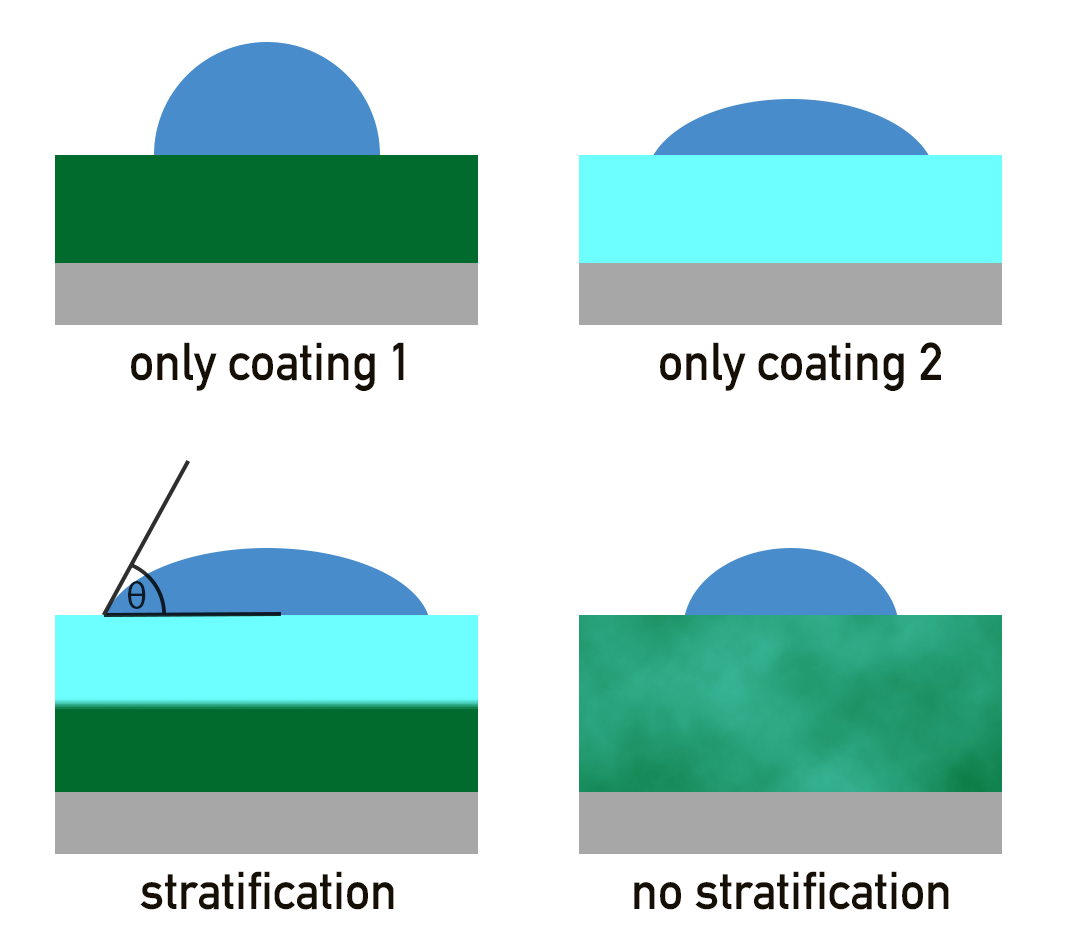 only coating 1
only coating 2
θ
stratification
no stratification